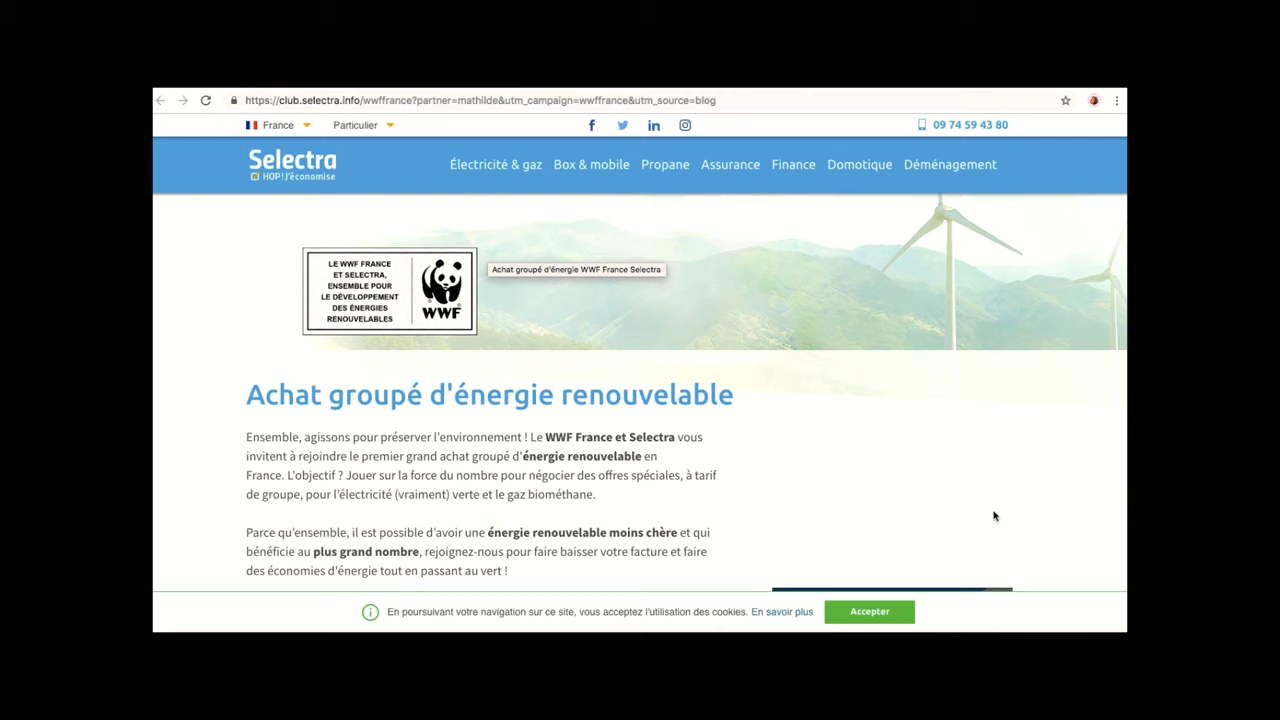 https://club.selectra.info/wwffrance?partner=mathilde&utm_campaign=wwffrance&utm_source=blog
France Particulier 09 74 59 43 80
Selectra
HOP! J'économise
Électricité & gaz Box & mobile Propane Assurance Finance Domotique Déménagement
LE WWF FRANCE
ET SELECTRA,
ENSEMBLE POUR
LE DÉVELOPPEMENT
DES ÉNERGIES
RENOUVELABLES
WWF
Achat groupé d'énergie WWF France Selectra
Achat groupé d'énergie renouvelable
Ensemble, agissons pour préserver l'environnement ! Le WWF France et Selectra vous
invitent à rejoindre le premier grand achat groupé d'énergie renouvelable en
France. L'objectif ? Jouer sur la force du nombre pour négocier des offres spéciales, à tarif
de groupe, pour l'électricité (vraiment) verte et le gaz biométhane.
Parce qu'ensemble, il est possible d'avoir une énergie renouvelable moins chère et qui
bénéficie au plus grand nombre, rejoignez-nous pour faire baisser votre facture et faire
des économies d'énergie tout en passant au vert !
En poursuivant votre navigation sur ce site, vous acceptez l'utilisation des cookies. En savoir plus Accepter